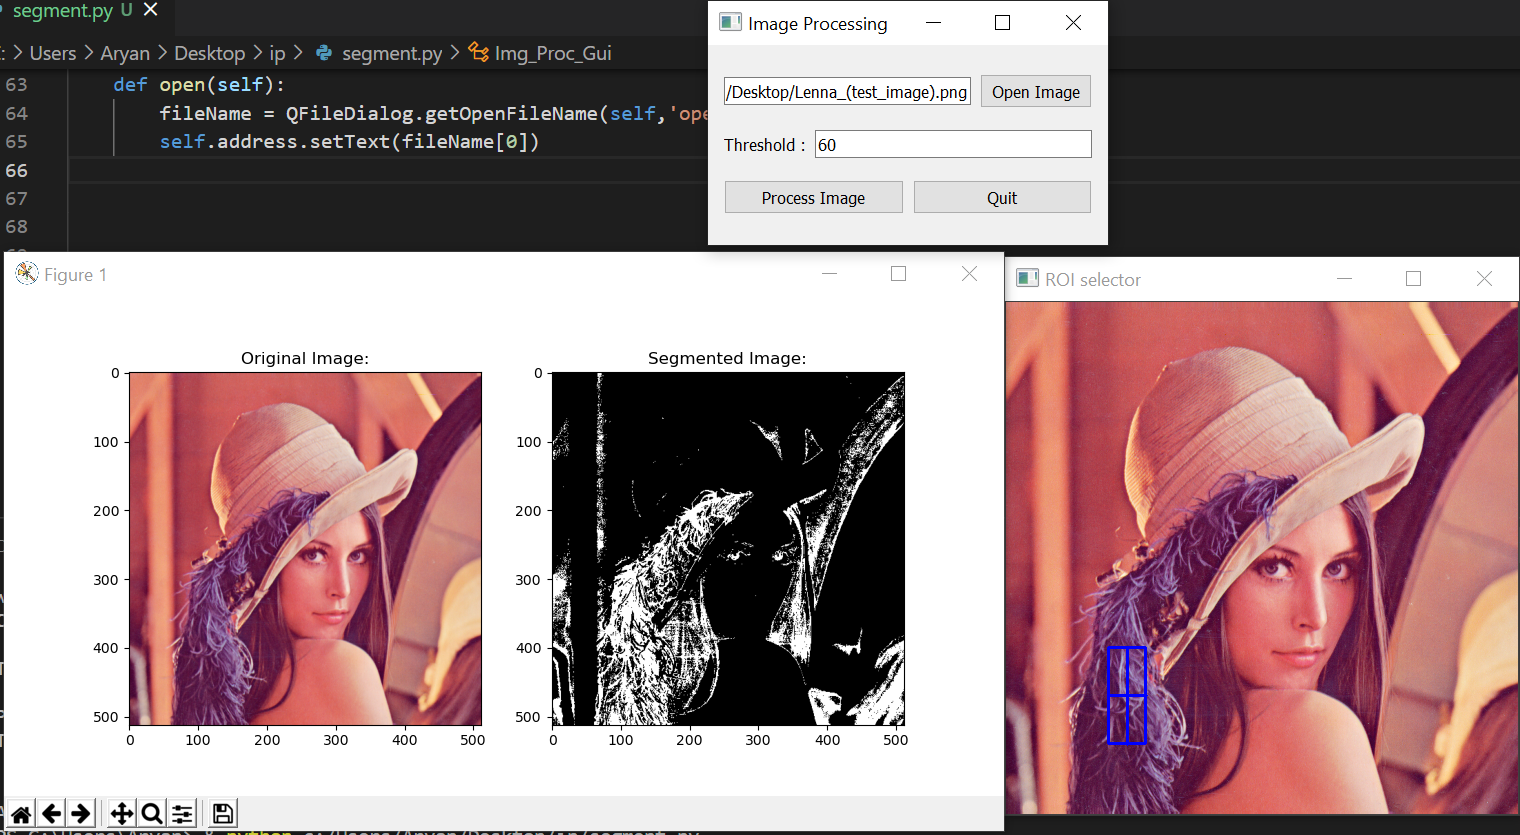 segment.py U
Users > Aryan > Desktop > ip > segment.py > Img_Proc_Gui
63 def open(self):
64 fileName = QFileDialog.getOpenFileName(self,'ope
65 self.address.setText(fileName[0])
66
67
68
Image Processing
/Desktop/Lenna_(test_image).png Open Image
Threshold : 60
Process Image Quit
Figure 1
Original Image:
0
100
200
300
400
500
0 100 200 300 400 500
Segmented Image:
0
100
200
300
400
500
0 100 200 300 400 500
ROI selector